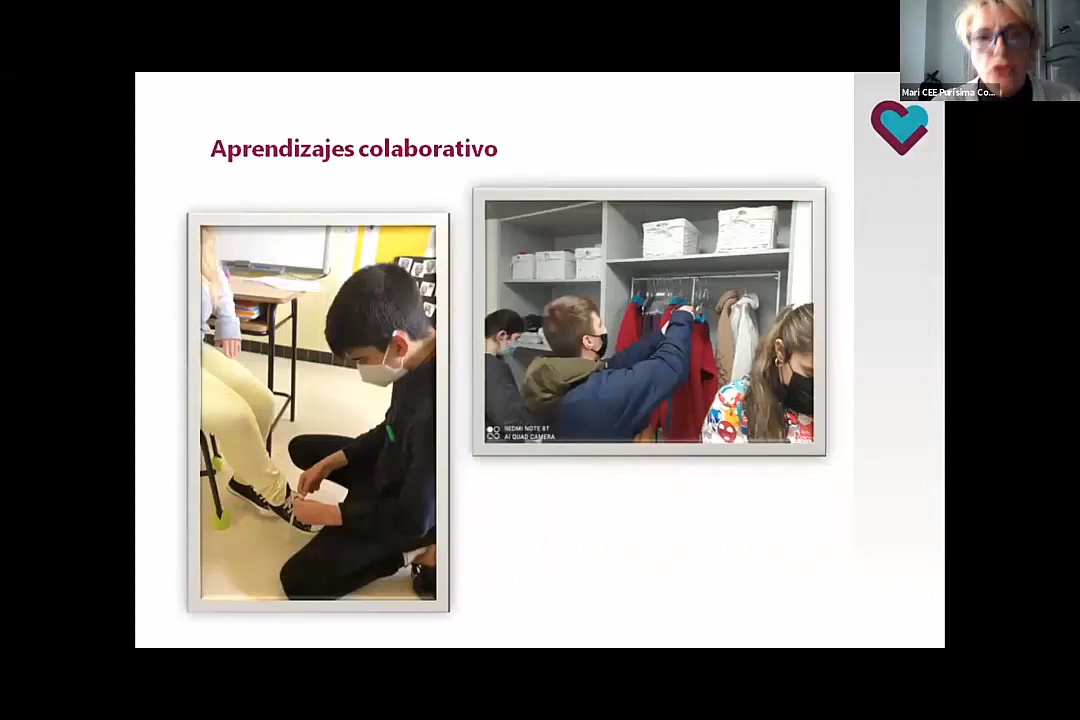 Mari CEE Purísima Co...
Aprendizajes colaborativo
REDMI NOTE 8T
AI QUAD CAMERA